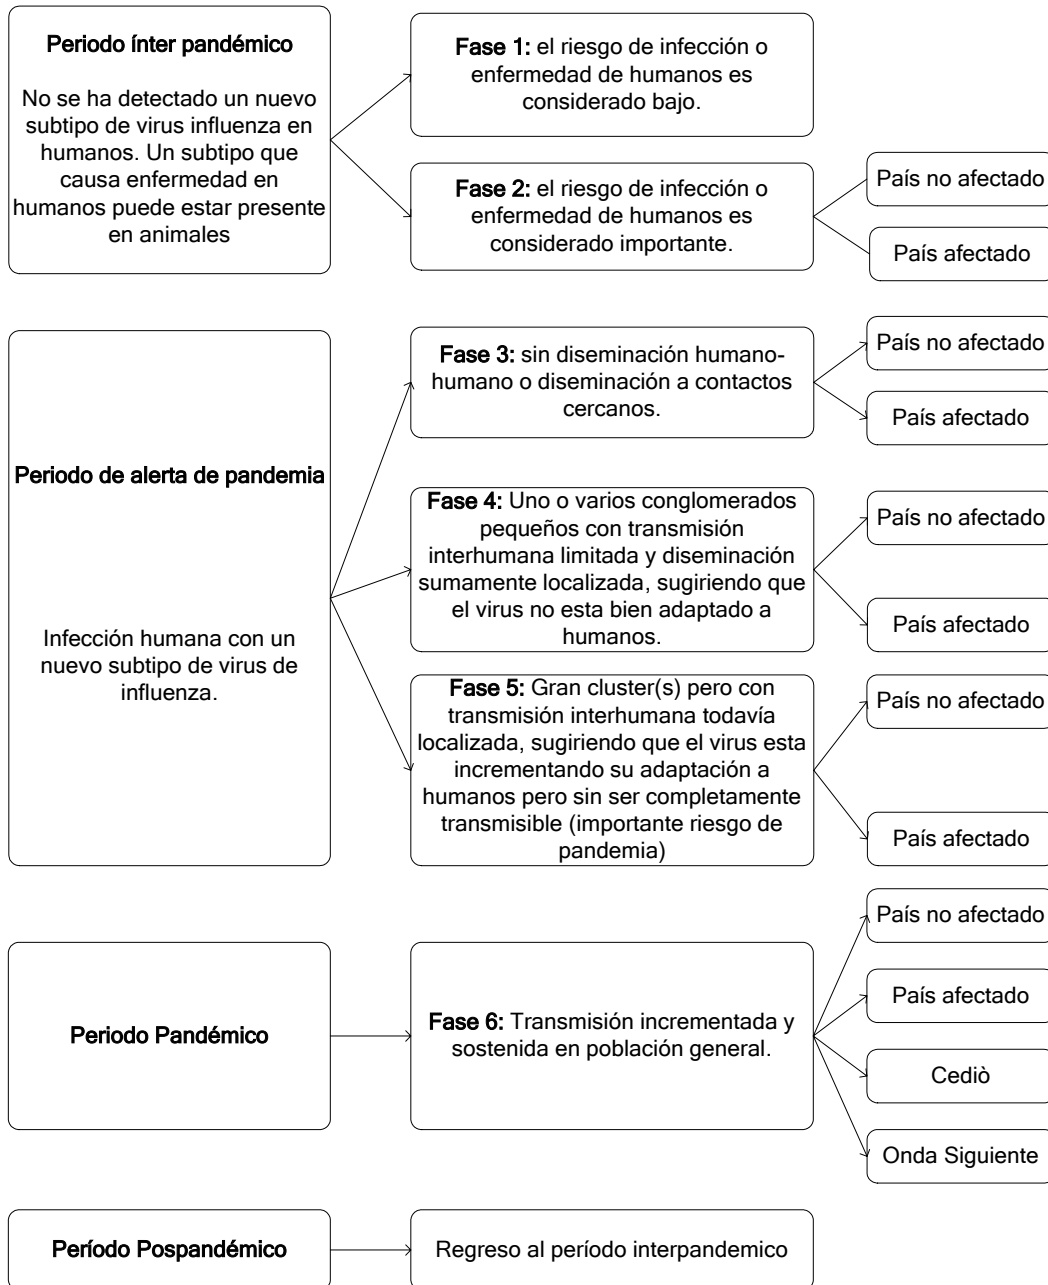 Periodo ínter pandémico
No se ha detectado un nuevo
subtipo de virus influenza en
humanos. Un subtipo que
causa enfermedad en
humanos puede estar presente
en animales
Fase 1: el riesgo de infección o
enfermedad de humanos es
considerado bajo.
Fase 2: el riesgo de infección o
enfermedad de humanos es
considerado importante.
País no afectado
País afectado
Periodo de alerta de pandemia
Infección humana con un
nuevo subtipo de virus de
influenza.
Fase 3: sin diseminación humano-
humano o diseminación a contactos
cercanos.
País no afectado
País afectado
Fase 4: Uno o varios conglomerados
pequeños con transmisión
interhumana limitada y diseminación
sumamente localizada, sugiriendo que
el virus no esta bien adaptado a
humanos.
País no afectado
País afectado
Fase 5: Gran cluster(s) pero con
transmisión interhumana todavía
localizada, sugiriendo que el virus esta
incrementando su adaptación a
humanos pero sin ser completamente
transmisible (importante riesgo de
pandemia)
País no afectado
País afectado
Periodo Pandémico
Fase 6: Transmisión incrementada y
sostenida en población general.
País no afectado
País afectado
Cediò
Onda Siguiente
Período Pospandémico
Regreso al período interpandemico